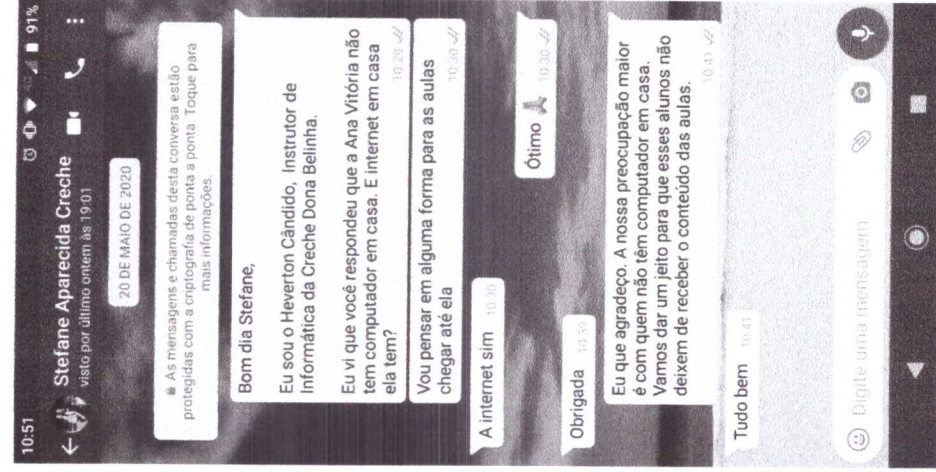 10:51
91%
Stefane Aparecida Creche
visto por último ontem às 19:01
20 DE MAIO DE 2020
As mensagens e chamadas desta conversa estão
protegidas com a criptografia de ponta a ponta. Toque para
mais informações.
Bom dia Stefane,
Eu sou o Heverton Cândido, Instrutor de
Informática da Creche Dona Belinha.
Eu vi que você respondeu que a Ana Vitória não
tem computador em casa. E internet em casa
ela tem?
10:29
Vou pensar em alguma forma para as aulas
chegar até ela
10:30
A internet sim 10:30
Ótimo
10:30
Obrigada 10:39
Eu que agradeço. A nossa preocupação maior
é com quem não têm computador em casa.
Vamos dar um jeito para que esses alunos não
deixem de receber o conteúdo das aulas.
10:41
Tudo bem 10:41
Digite uma mensagem